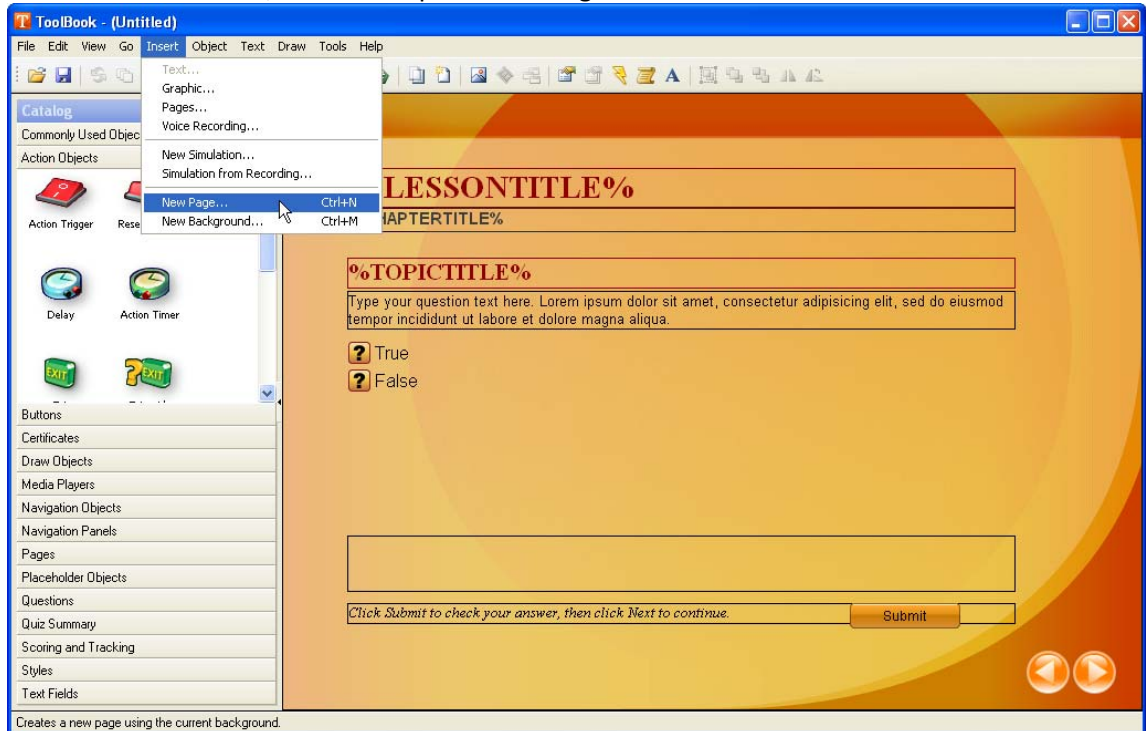 ToolBook - (Untitled)
File Edit View Go Insert Object Text Draw Tools Help
Text...
Graphic...
Pages...
Voice Recording...
New Simulation...
Simulation from Recording...
New Page... Ctrl+N
New Background... Ctrl+M
Catalog
Commonly Used Objec
Action Objects
Action Trigger Rese
Delay Action Timer
EXIT EXIT
Buttons
Certificates
Draw Objects
Media Players
Navigation Objects
Navigation Panels
Pages
Placeholder Objects
Questions
Quiz Summary
Scoring and Tracking
Styles
Text Fields
LESSONTITLE%
HAPTERTITLE%
%TOPICTITLE%
Type your question text here. Lorem ipsum dolor sit amet, consectetur adipisicing elit, sed do eiusmod
tempor incididunt ut labore et dolore magna aliqua.
? True
? False
Click Submit to check your answer, then click Next to continue.
Submit
Creates a new page using the current background.